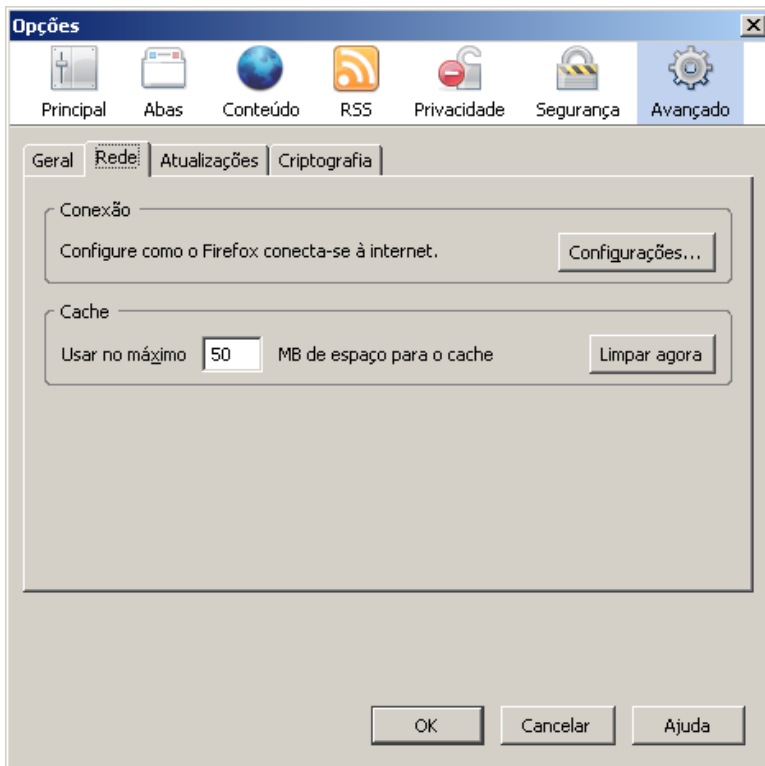 Opções
Principal Abas Conteúdo RSS Privacidade Segurança Avançado
Geral Rede Atualizações Criptografia
Conexão
Configure como o Firefox conecta-se à internet. Configurações...
Cache
Usar no máximo 50 MB de espaço para o cache Limpar agora
OK Cancelar Ajuda